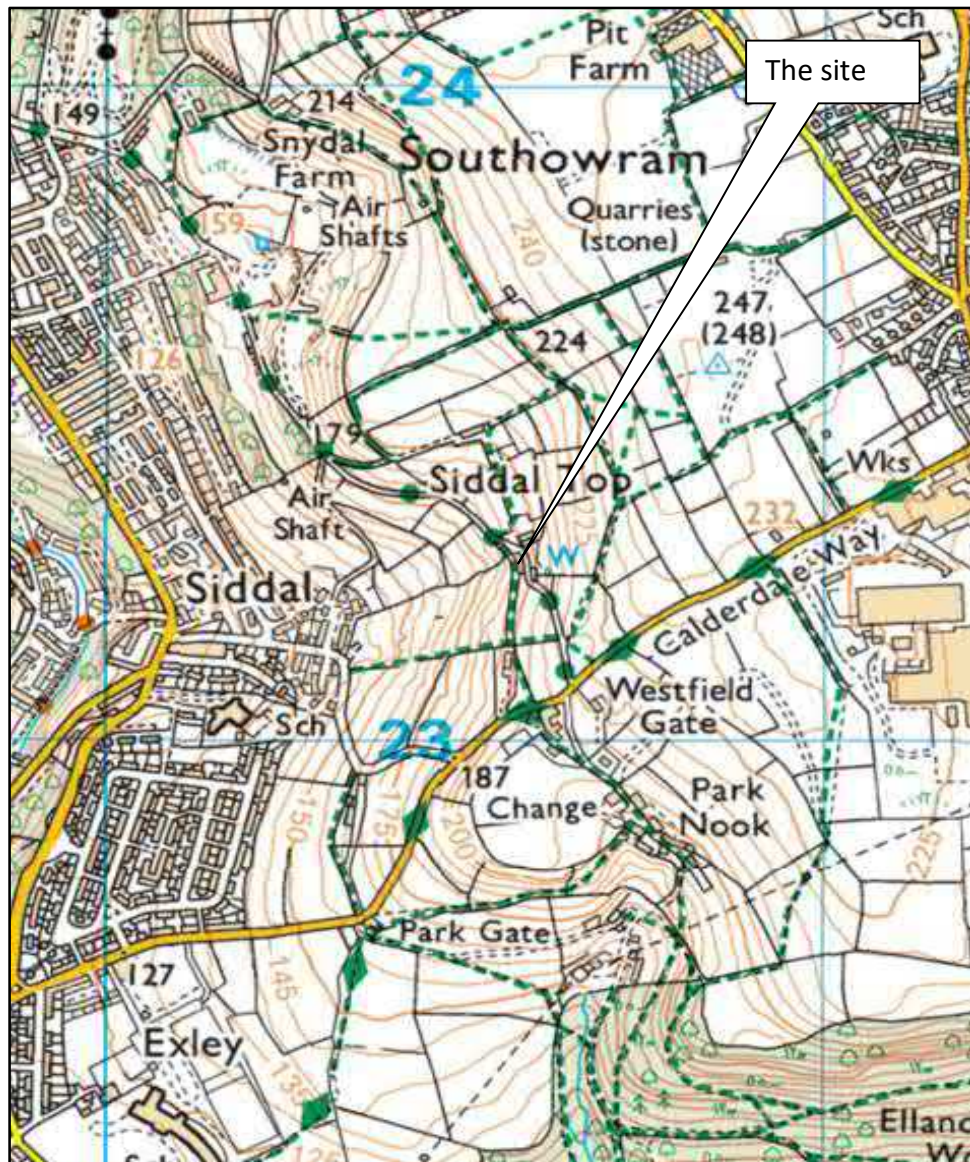 Sch
Pit
Farm
The site
24
149
214
Snydal
Farm
Southowram
Air
Shafts
159
Quarries
(stone)
240
247
(248)
224
126
179
Siddal Top
Wks
Air
Shaft
225
232
W
Calderdale Way
Siddal
Westfield
Gate
Sch
23
187
Change
Park
Nook
150
175
200
225
Park Gate
127
145
Exley
Elland